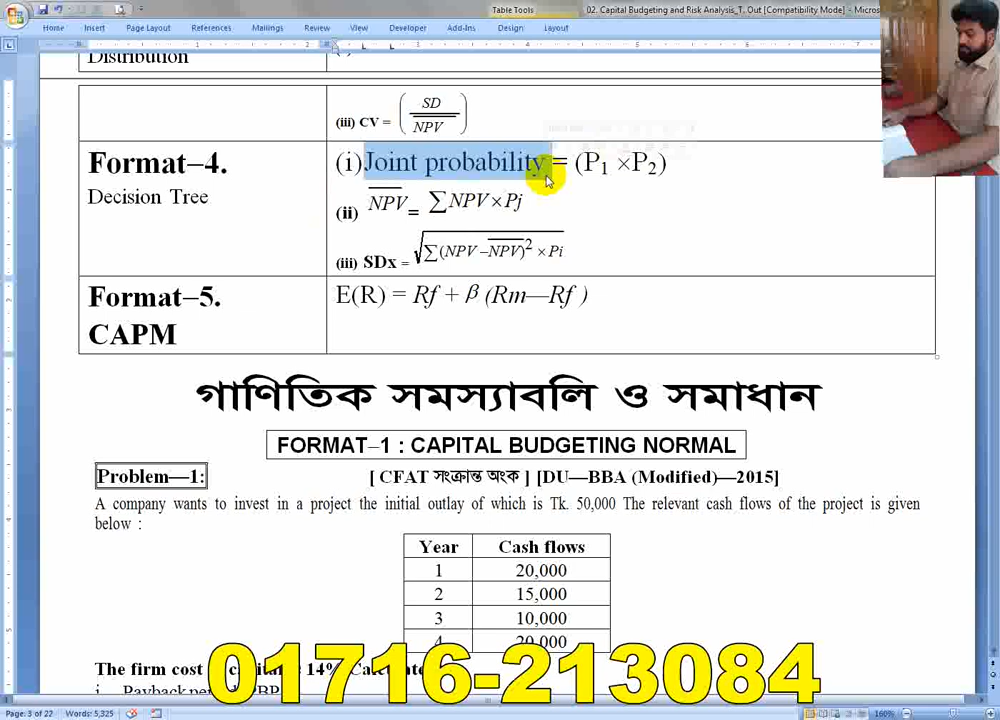 Table Tools
02. Capital Budgeting and Risk Analysis_T. Out [Compatibility Mode] - Micros
Home Insert Page Layout References Mailings Review View Developer Add-Ins Design Layout
Distribution
(iii) CV = (SD / NPV)
Format–4. (i)Joint probability = (P1 ×P2)
Decision Tree
(ii) NPV = ∑NPV×Pj
(iii) SDx = √∑(NPV –NPV)2 ×Pi
Format–5. E(R) = Rf + β (Rm—Rf )
CAPM
গাণিতিক সমস্যাবলি ও সমাধান
FORMAT–1 : CAPITAL BUDGETING NORMAL
Problem—1: [ CFAT সংক্রান্ত অংক ] [DU—BBA (Modified)—2015]
A company wants to invest in a project the initial outlay of which is Tk. 50,000 The relevant cash flows of the project is given
below :
Year Cash flows
1 20,000
2 15,000
3 10,000
4 20,000
The firm cost
14%
i. Payback period
01716-213084
Page: 3 of 22 Words: 5,325 160%